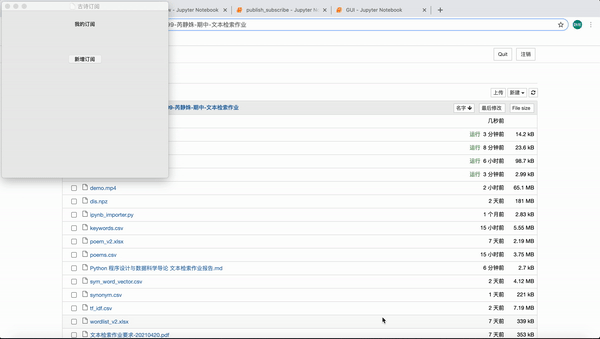 古诗订阅
我的订阅
新增订阅
e - Jupyter Notebook
publish_subscribe - Jupyter N
GUI - Jupyter Notebook
99-芮静姝-期中-文本检索作业
Quit
注销
上传
新建
99-芮静姝-期中-文本检索作业
名字
最后修改
File size
几秒前
运行 3 分钟前 14.2 kB
运行 8 分钟前 23.6 kB
运行 6 小时前 98.7 kB
运行 3 分钟前 2.99 kB
demo.mp4 2 小时前 65.1 MB
dis.npz 2 天前 181 MB
ipynb_importer.py 1 个月前 2.83 kB
keywords.csv 15 小时前 5.55 MB
poem_v2.xlsx 7 天前 2.19 MB
poems.csv 15 小时前 3.75 MB
Python 程序设计与数据科学导论 文本检索作业报告.md 6 分钟前 2.7 kB
sym_word_vector.csv 2 天前 4.12 MB
synonym.csv 1 天前 221 kB
tf_idf.csv 2 天前 7.19 MB
wordlist_v2.xlsx 7 天前 339 kB
文本检索作业要求-20210420.pdf 7 天前 353 kB